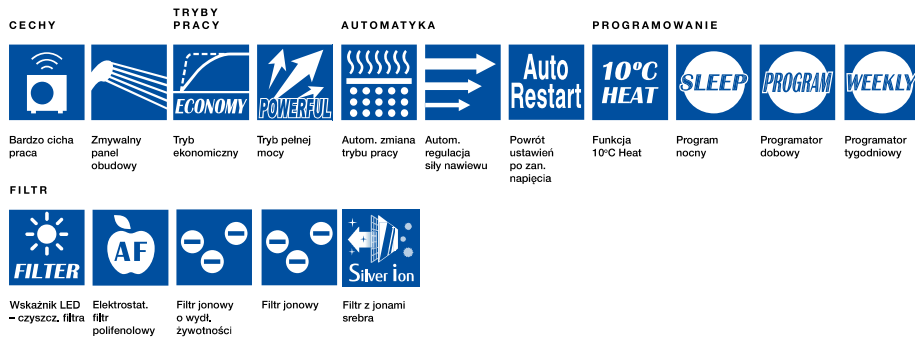 CECHY
TRYBY
PRACY
AUTOMATYKA
PROGRAMOWANIE
ECONOMY
POWERFUL
Auto
Restart
10ºC
HEAT
SLEEP
PROGRAM
WEEKLY
Bardzo cicha
praca
Zmywalny
panel
obudowy
Tryb
ekonomiczny
Tryb pełnej
mocy
Autom. zmiana
trybu pracy
Autom.
regulacja
siły nawiewu
Powrót
ustawień
po zan.
napięcia
Funkcja
10ºC Heat
Program
nocny
Programator
dobowy
Programator
tygodniowy
FILTR
FILTER
AF
Silver ion
Wskaźnik LED
– czyszcz. filtra
Elektrostat.
filtr
polifenolowy
Filtr jonowy
o wydł.
żywotności
Filtr jonowy
Filtr z jonami
srebra